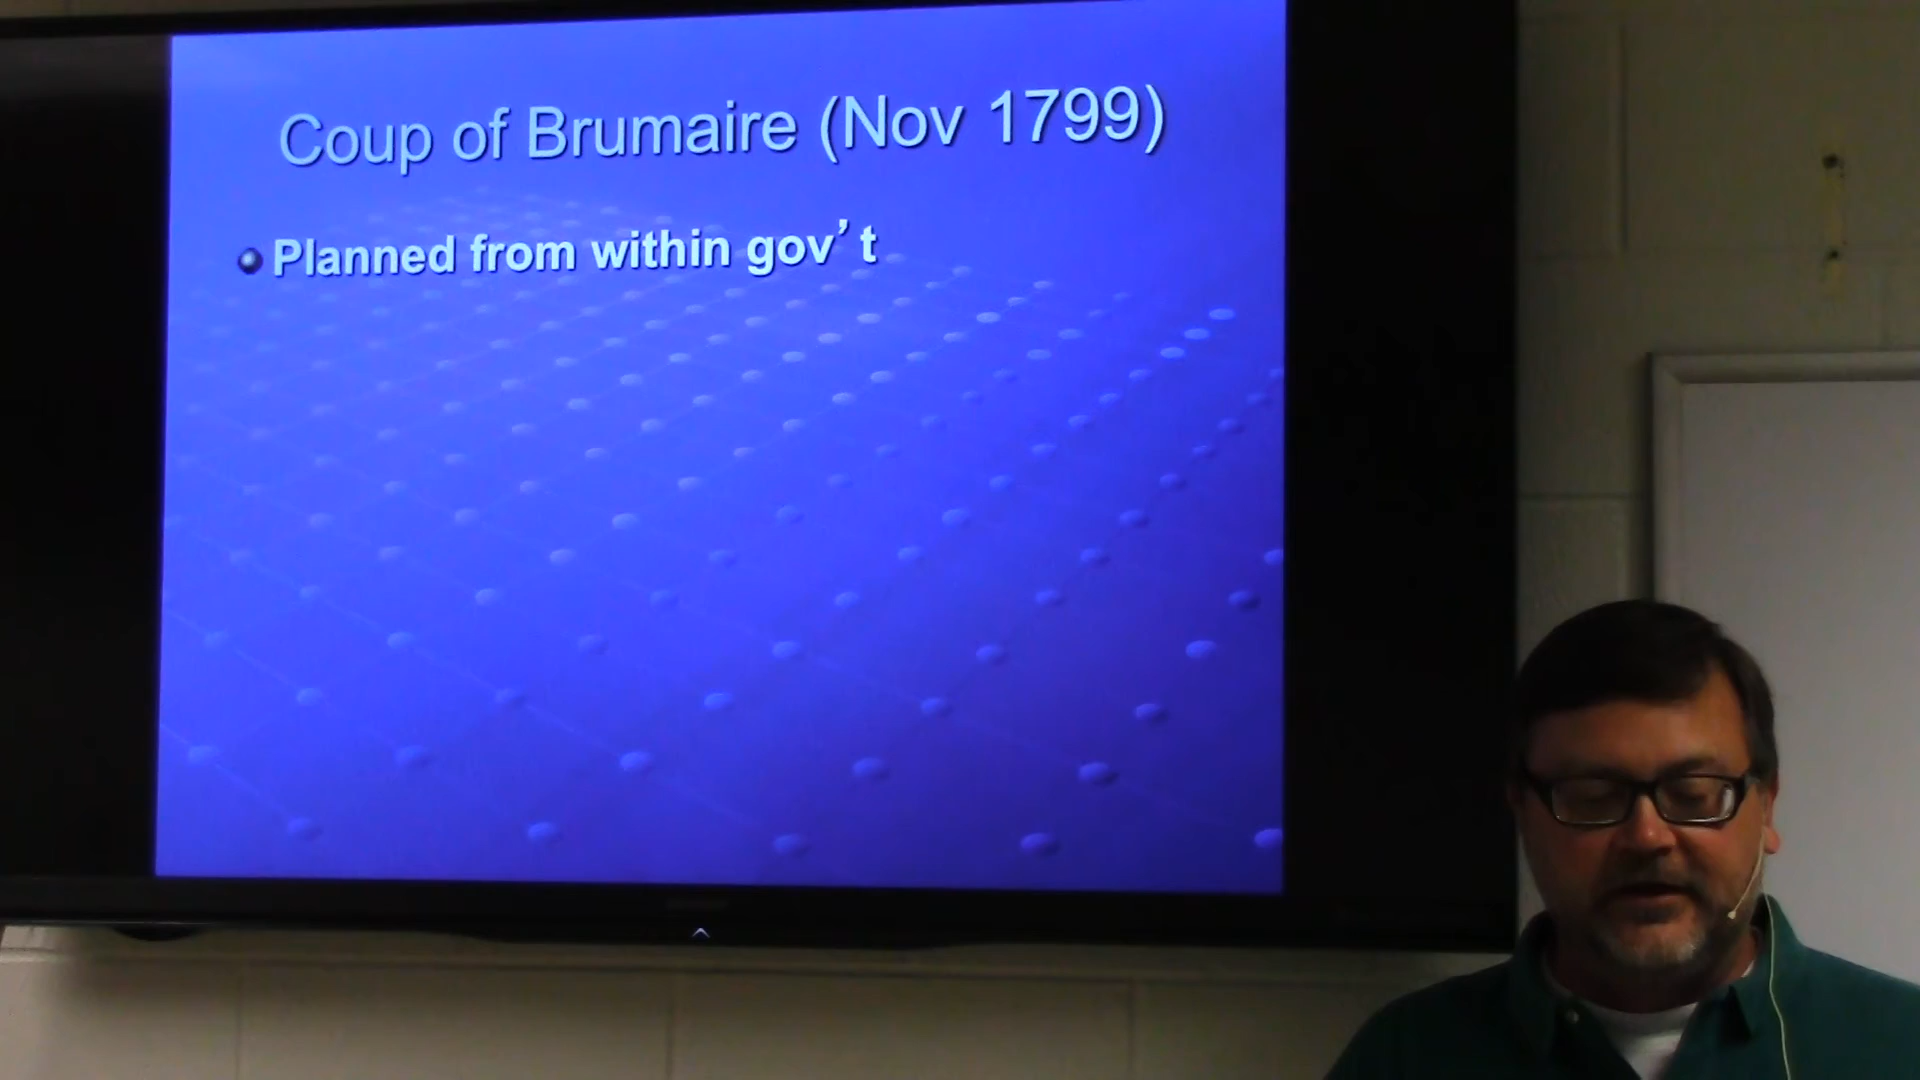 Coup of Brumaire (Nov 1799)
Planned from within gov't